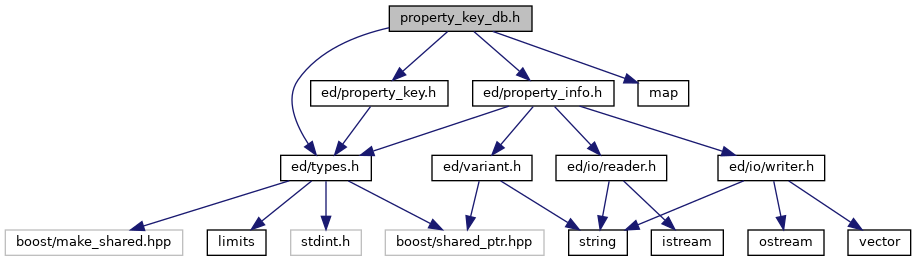 property_key_db.h
ed/property_key.h
ed/property_info.h
map
ed/types.h
ed/variant.h
ed/io/reader.h
ed/io/writer.h
boost/make_shared.hpp
limits
stdint.h
boost/shared_ptr.hpp
string
istream
ostream
vector